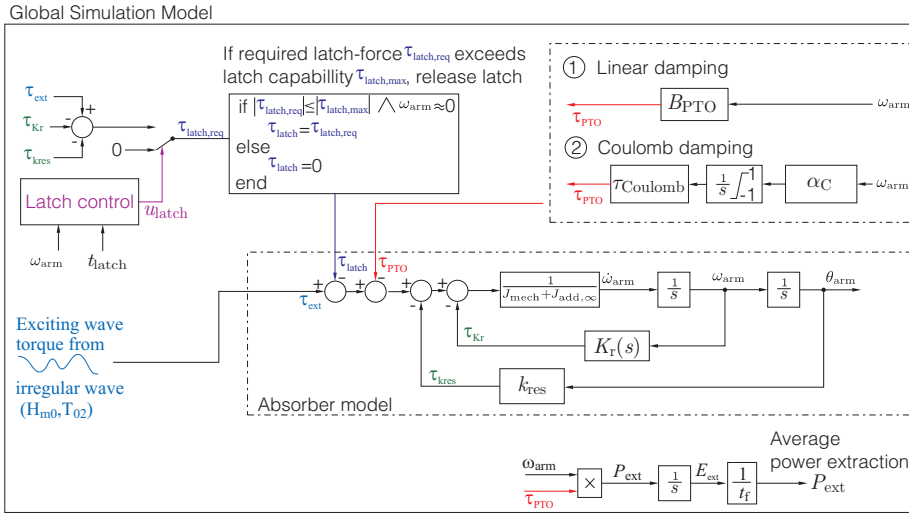 Global Simulation Model
If required latch-force τlatch,req exceeds
latch capabillity τlatch,max, release latch
if |τlatch,req|≤|τlatch,max| ∧ ωarm≈0
τlatch=τlatch,req
else
τlatch=0
end
τext
+
τKr
-
τkres
-
0
τlatch,req
Latch control
ulatch
ωarm
tlatch
1 Linear damping
τPTO
BPTO
ωarm
2 Coulomb damping
τPTO
τCoulomb
1/s
1
-1
αC
ωarm
τlatch
τPTO
τext
+
-
+
-
+
-
+
-
1/(Jmech+Jadd,∞)
ω̇arm
1/s
ωarm
1/s
θarm
τKr
Kr(s)
τkres
kres
Absorber model
Exciting wave
torque from
irregular wave
(Hm0,T02)
ωarm
τPTO
×
Pext
1/s
Eext
1/tf
Average
power extraction
Pext